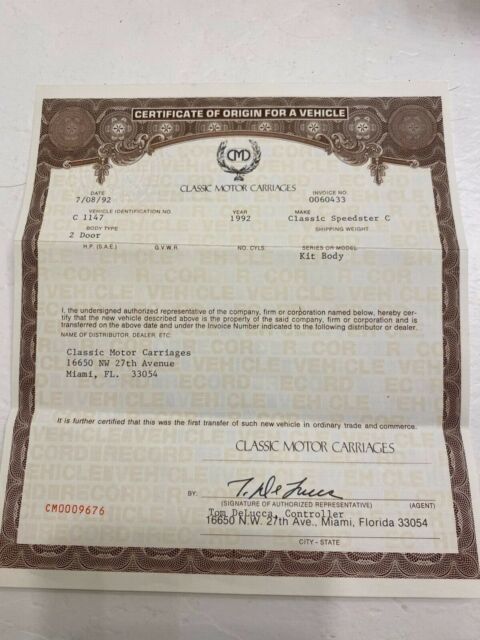 CERTIFICATE OF ORIGIN FOR A VEHICLE
CMC
CLASSIC MOTOR CARRIAGES
DATE INVOICE NO.
7/08/92 0060433
VEHICLE IDENTIFICATION NO. YEAR MAKE
C 1147 1992 Classic Speedster C
BODY TYPE SHIPPING WEIGHT
2 Door
H.P. (S.A.E.) G.V.W.R. NO. CYLS. SERIES OR MODEL
Kit Body
I, the undersigned authorized representative of the company, firm or corporation named below, hereby cer-
tify that the new vehicle described above is the property of the said company, firm or corporation and is
transferred on the above date and under the Invoice Number indicated to the following distributor or dealer.
NAME OF DISTRIBUTOR, DEALER, ETC.
Classic Motor Carriages
16650 NW 27th Avenue
Miami, FL. 33054
It is further certified that this was the first transfer of such new vehicle in ordinary trade and commerce.
CLASSIC MOTOR CARRIAGES
BY: T. DeLucca
(SIGNATURE OF AUTHORIZED REPRESENTATIVE) (AGENT)
Tom DeLucca, Controller
16650 N.W. 27th Ave., Miami, Florida 33054
CITY - STATE
CM0009676